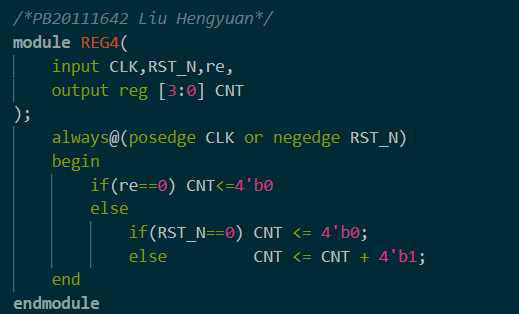 /*PB20111642 Liu Hengyuan*/
module REG4(
    input CLK,RST_N,re,
    output reg [3:0] CNT
);
    always@(posedge CLK or negedge RST_N)
    begin
        if(re==0) CNT<=4'b0
        else
            if(RST_N==0) CNT <= 4'b0;
            else         CNT <= CNT + 4'b1;
    end
endmodule